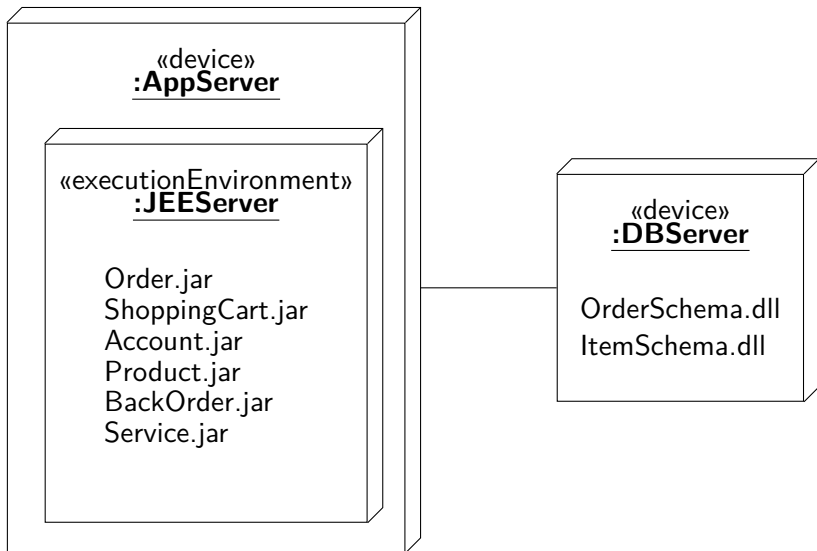 «device»
:AppServer
«executionEnvironment»
:JEEServer
Order.jar
ShoppingCart.jar
Account.jar
Product.jar
BackOrder.jar
Service.jar
«device»
:DBServer
OrderSchema.dll
ItemSchema.dll